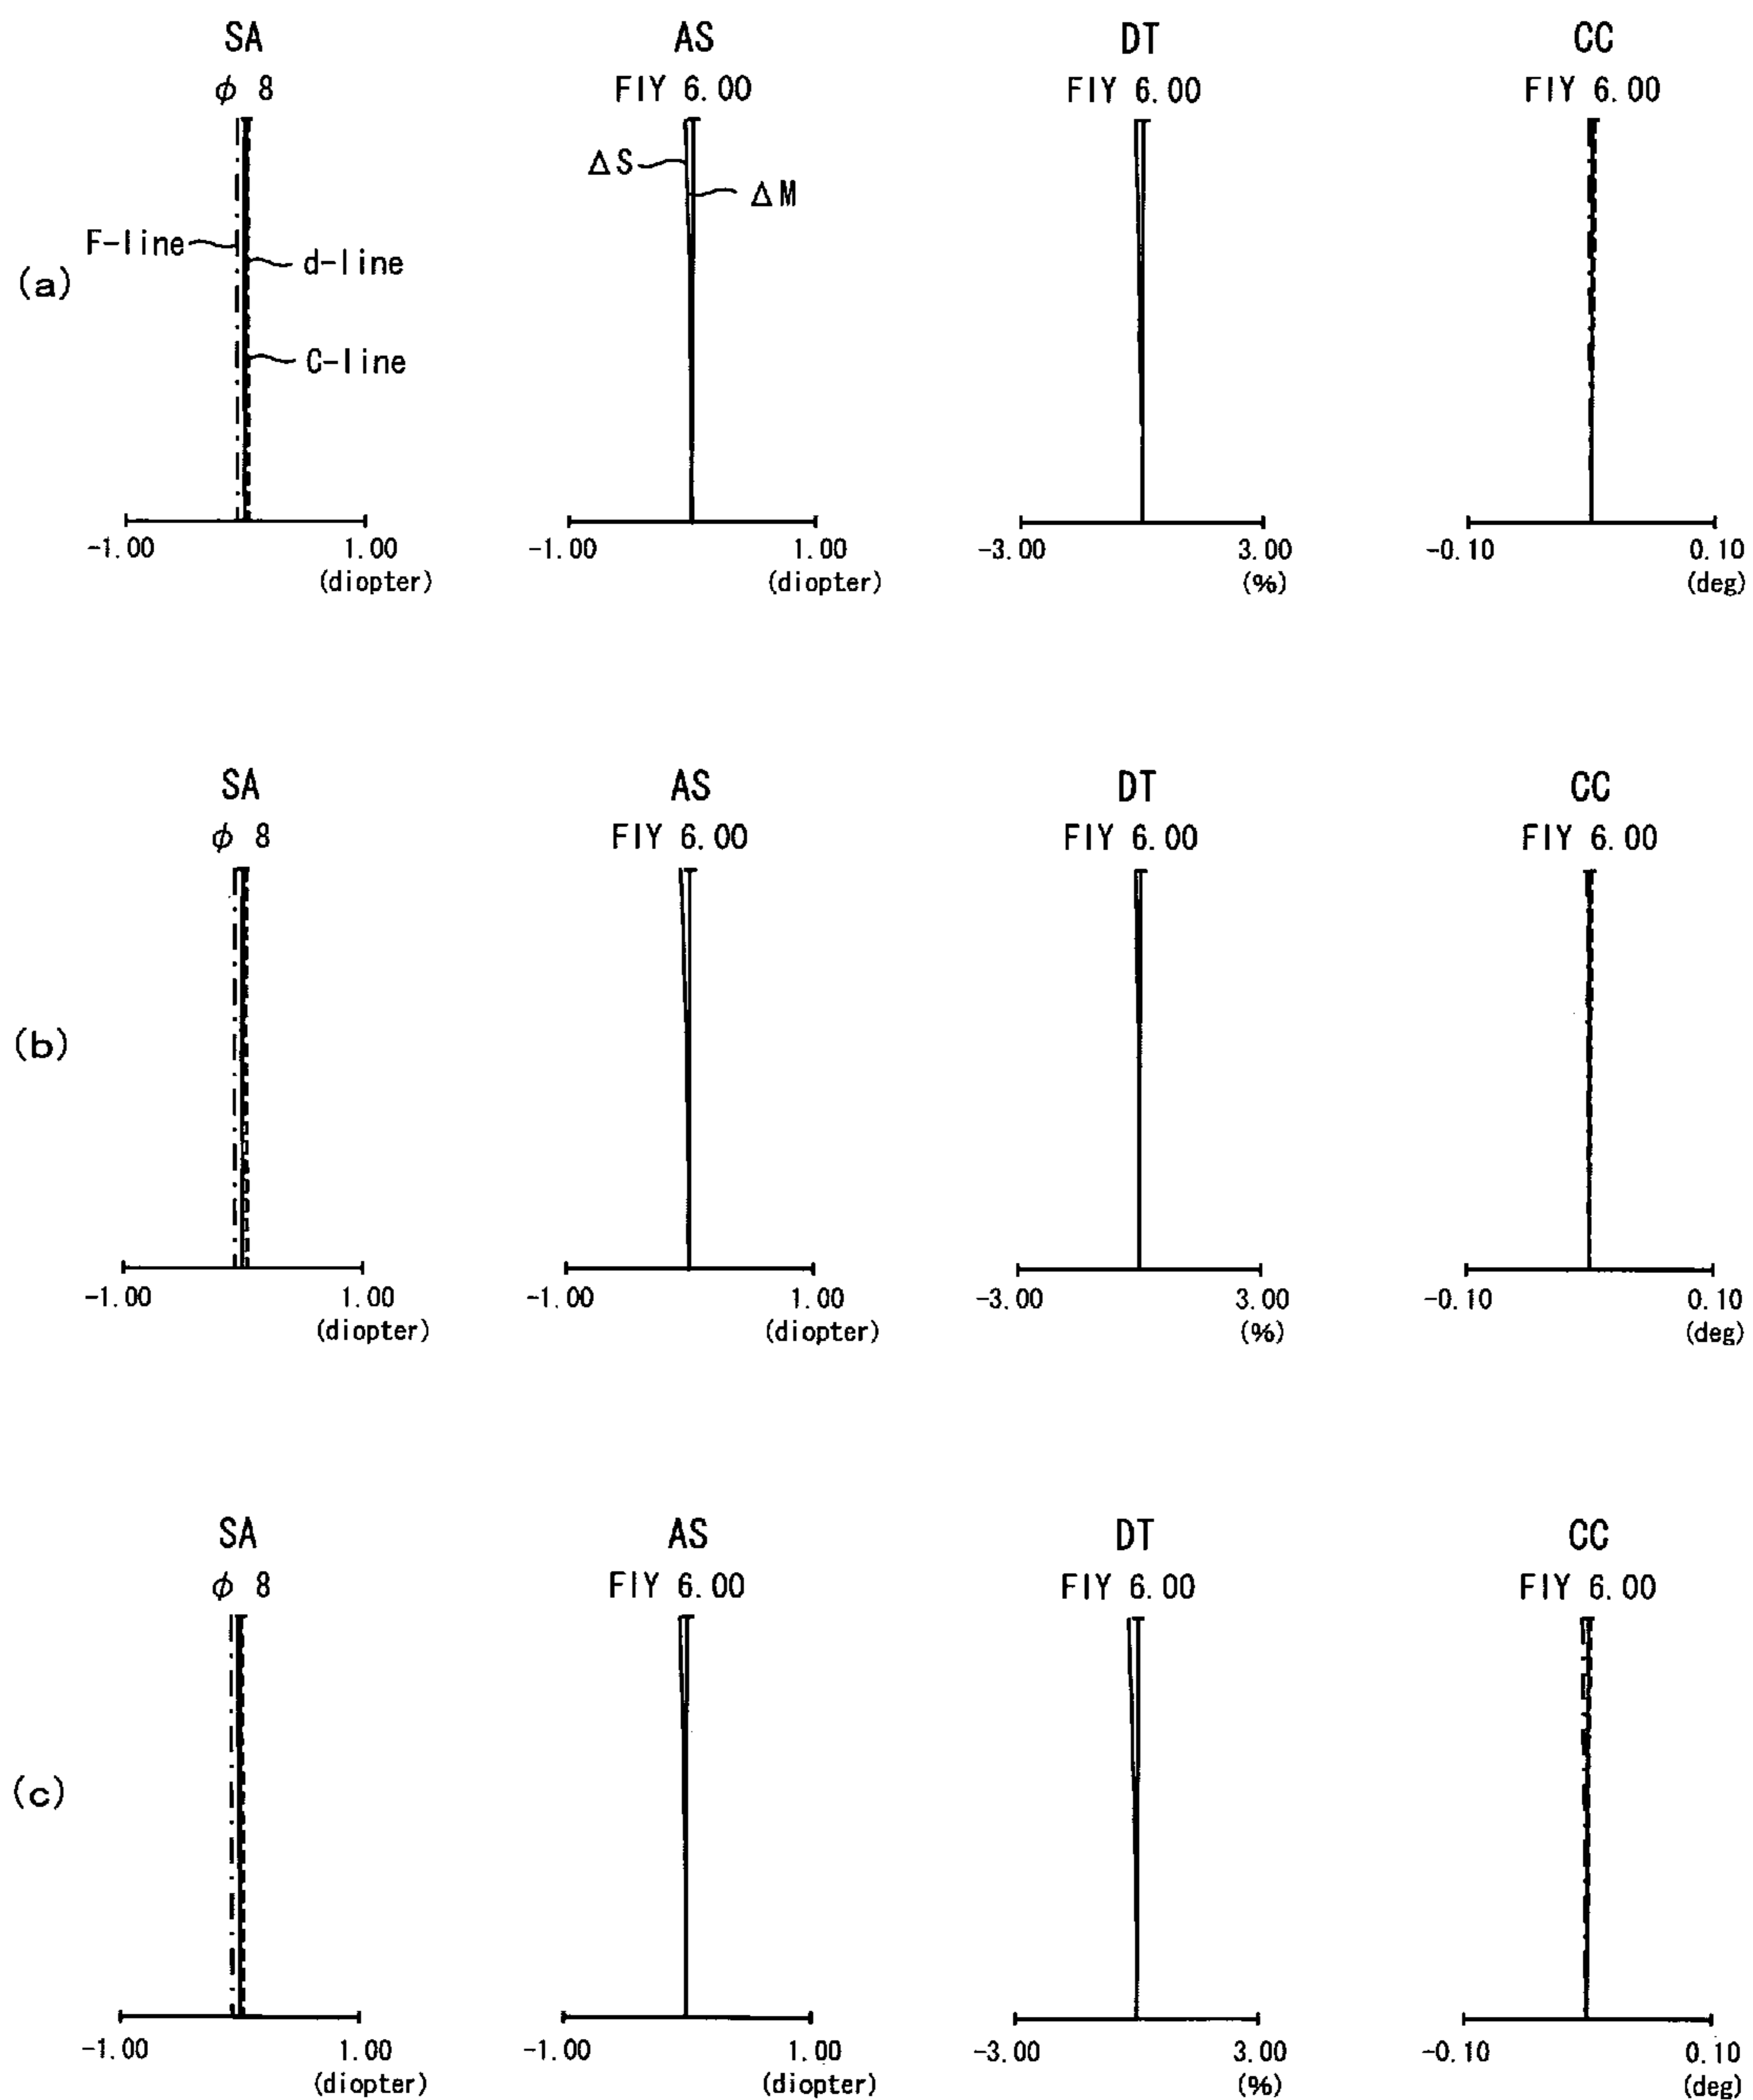 SA AS DT CC
φ 8 FIY 6.00 FIY 6.00 FIY 6.00
ΔS
ΔM
F-line
d-line
(a)
C-line
-1.00 1.00 -1.00 1.00 -3.00 3.00 -0.10 0.10
(diopter) (diopter) (%) (deg)
SA AS DT CC
φ 8 FIY 6.00 FIY 6.00 FIY 6.00
(b)
-1.00 1.00 -1.00 1.00 -3.00 3.00 -0.10 0.10
(diopter) (diopter) (%) (deg)
SA AS DT CC
φ 8 FIY 6.00 FIY 6.00 FIY 6.00
(c)
-1.00 1.00 -1.00 1.00 -3.00 3.00 -0.10 0.10
(diopter) (diopter) (%) (deg)